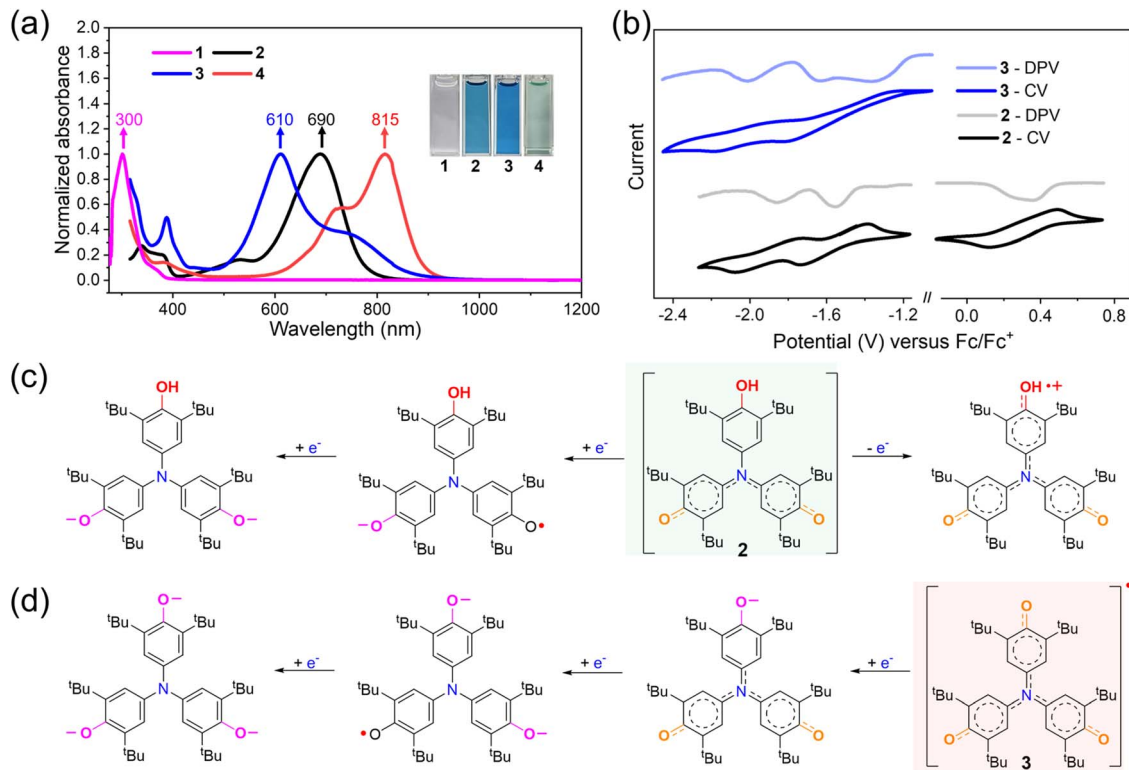 (a)
Normalized absorbance
2.0
1.8
1.6
1.4
1.2
1.0
0.8
0.6
0.4
0.2
0.0
1 2
3 4
300
610
690
815
1 2 3 4
400 600 800 1000 1200
Wavelength (nm)
(b)
Current
3 - DPV
3 - CV
2 - DPV
2 - CV
-2.4 -2.0 -1.6 -1.2 // 0.0 0.4 0.8
Potential (V) versus Fc/Fc+
(c)
OH
tBu tBu
N
tBu tBu
−O O−
tBu tBu
+ e-
OH
tBu tBu
N
tBu tBu
−O O•
tBu tBu
+ e-
OH
tBu tBu
N
tBu tBu
O O
tBu tBu
2
- e-
OH •+
tBu tBu
N
tBu tBu
O O
tBu tBu
(d)
O−
tBu tBu
N
tBu tBu
−O O−
tBu tBu
+ e-
O−
tBu tBu
N
tBu tBu
•O O−
tBu tBu
+ e-
O−
tBu tBu
N
tBu tBu
O O
tBu tBu
+ e-
O •
tBu tBu
N
tBu tBu
O O
tBu tBu
3